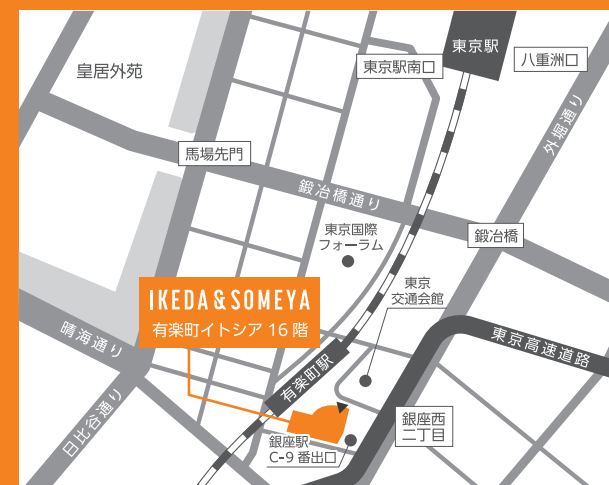 東京駅
東京駅南口
八重洲口
皇居外苑
外堀通り
馬場先門
鍛冶橋通り
鍛冶橋
東京国際
フォーラム
東京
交通会館
IKEDA & SOMEYA
有楽町イトシア 16 階
晴海通り
東京高速道路
有楽町駅
日比谷通り
銀座西
二丁目
銀座駅
C-9 番出口